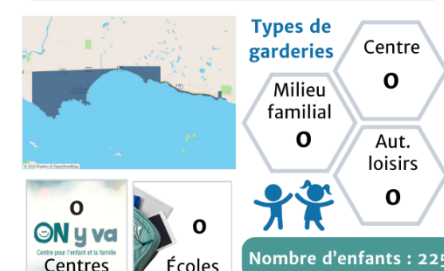 Types de
garderies
Centre
0
Milieu
familial
0
Aut.
loisirs
0
0
ON y va
Centre pour l'enfant et la famille
Centres
0
Écoles
Nombre d'enfants : 225